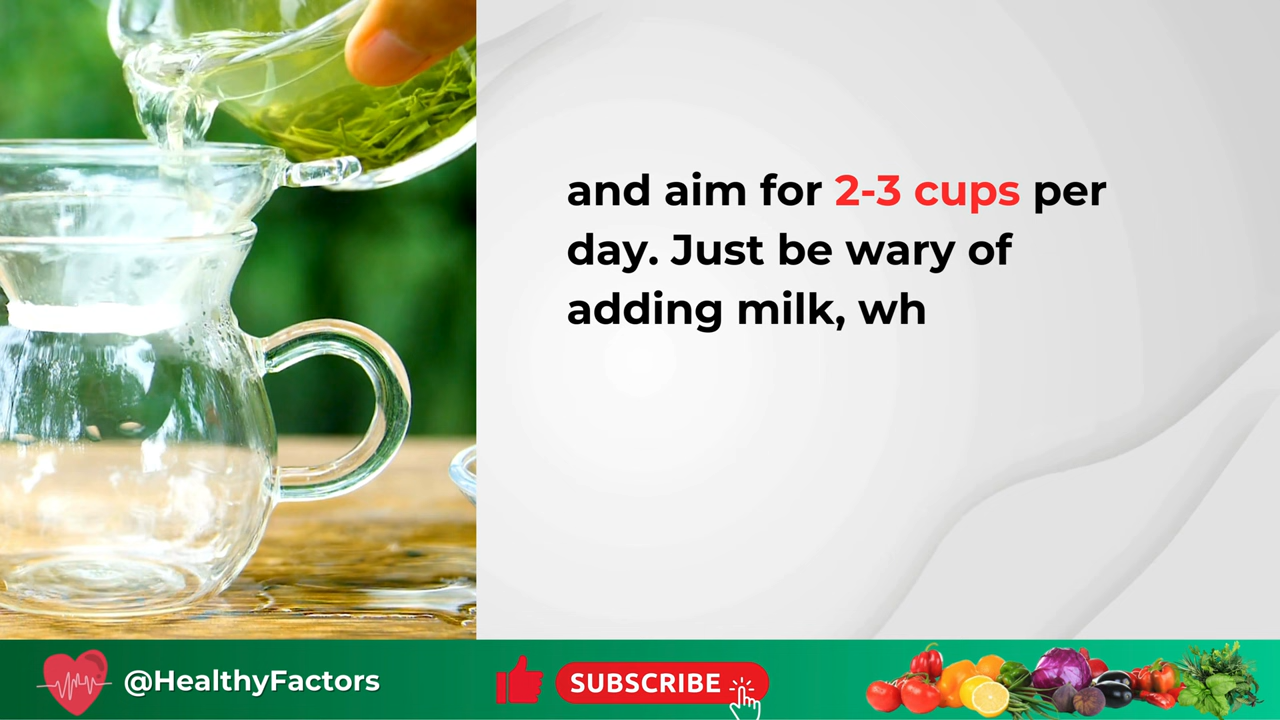 and aim for 2-3 cups per
day. Just be wary of
adding milk, wh
@HealthyFactors
SUBSCRIBE